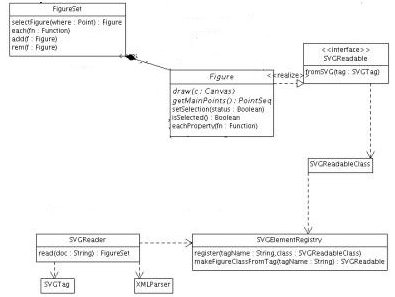 FigureSet
selectFigure(where : Point) : Figure
each(fn : Function)
add(f : Figure)
rem(f : Figure)
<<interface>>
SVGReadable
fromSVG(tag : SVGTag)
Figure
<<realize>>
draw(c : Canvas)
getMainPoints() : PointSeq
setSelection(status : Boolean)
isSelected() : Boolean
eachProperty(fn : Function)
SVGReadableClass
SVGReader
read(doc : String) : FigureSet
SVGElementRegistry
register(tagName : String,class : SVGReadableClass)
makeFigureClassFromTag(tagName : String) : SVGReadable
SVGTag
XMLParser